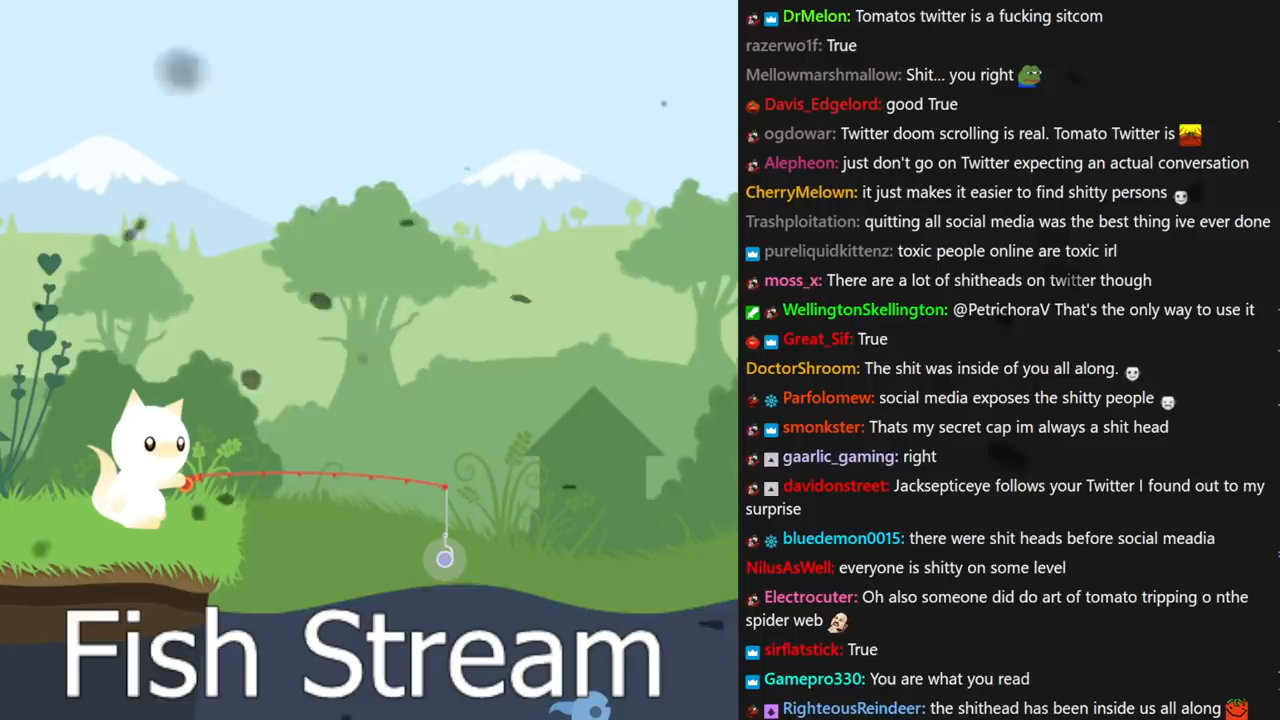 DrMelon: Tomatos twitter is a fucking sitcom
razerwo1f: True
Mellowmarshmallow: Shit... you right
Davis_Edgelord: good True
ogdowar: Twitter doom scrolling is real. Tomato Twitter is
Alepheon: just don't go on Twitter expecting an actual conversation
CherryMelown: it just makes it easier to find shitty persons
Trashploitation: quitting all social media was the best thing ive ever done
pureliquidkittenz: toxic people online are toxic irl
moss_x: There are a lot of shitheads on twitter though
WellingtonSkellington: @PetrichoraV That's the only way to use it
Great_Sif: True
DoctorShroom: The shit was inside of you all along.
Parfolomew: social media exposes the shitty people
smonkster: Thats my secret cap im always a shit head
gaarlic_gaming: right
davidonstreet: Jacksepticeye follows your Twitter I found out to my
surprise
bluedemon0015: there were shit heads before social meadia
NilusAsWell: everyone is shitty on some level
Electrocuter: Oh also someone did do art of tomato tripping o nthe
spider web
sirflatstick: True
Gamepro330: You are what you read
RighteousReindeer: the shithead has been inside us all along
Fish Stream